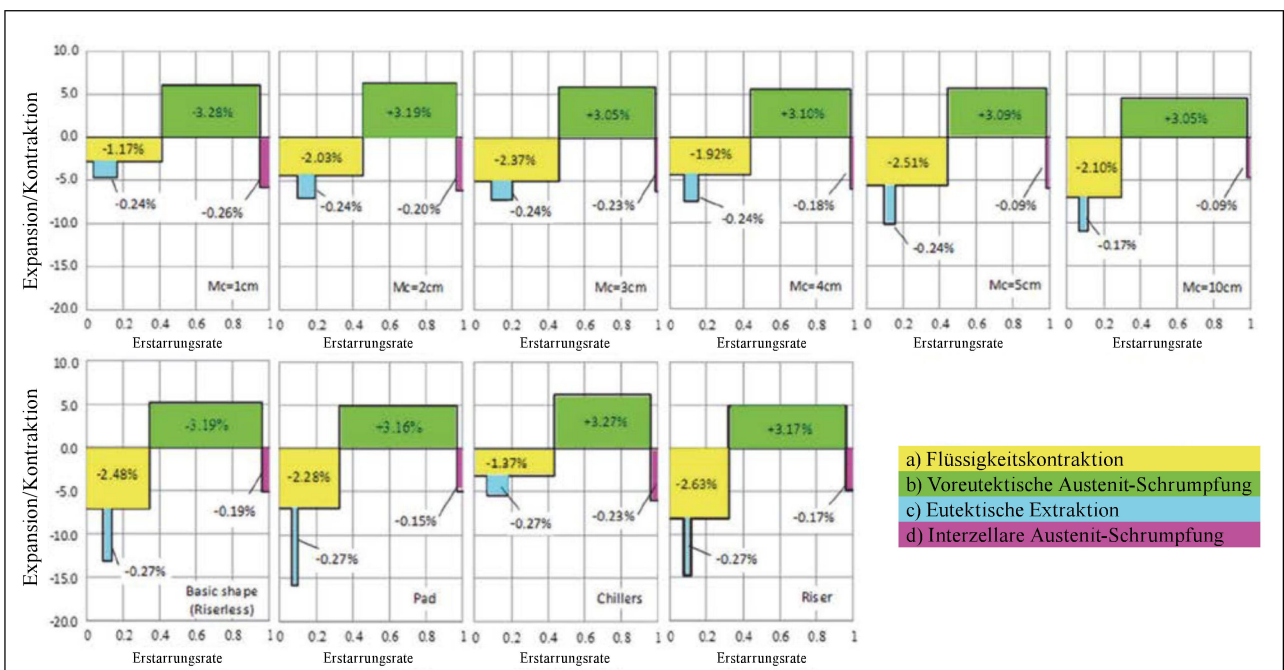 Expansion/Kontraktion
10.0
5.0
0.0
-5.0
-10.0
-15.0
-20.0
-3.28%
-1.17%
-0.24%
-0.26%
Mc=1cm
0 0.2 0.4 0.6 0.8 1
Erstarrungsrate
+3.19%
-2.03%
-0.24%
-0.20%
Mc=2cm
0 0.2 0.4 0.6 0.8 1
Erstarrungsrate
+3.05%
-2.37%
-0.24%
-0.23%
Mc=3cm
0 0.2 0.4 0.6 0.8 1
Erstarrungsrate
+3.10%
-1.92%
-0.24%
-0.18%
Mc=4cm
0 0.2 0.4 0.6 0.8 1
Erstarrungsrate
+3.09%
-2.51%
-0.24%
-0.09%
Mc=5cm
0 0.2 0.4 0.6 0.8 1
Erstarrungsrate
+3.05%
-2.10%
-0.17%
-0.09%
Mc=10cm
0 0.2 0.4 0.6 0.8 1
Erstarrungsrate
Expansion/Kontraktion
10.0
5.0
0.0
-5.0
-10.0
-15.0
-20.0
-3.19%
-2.48%
-0.19%
-0.27%
Basic shape
(Riserless)
0 0.2 0.4 0.6 0.8 1
Erstarrungsrate
+3.16%
-2.28%
-0.15%
-0.27%
Pad
0 0.2 0.4 0.6 0.8 1
Erstarrungsrate
+3.27%
-1.37%
-0.27%
-0.23%
Chillers
0 0.2 0.4 0.6 0.8 1
Erstarrungsrate
+3.17%
-2.63%
-0.17%
-0.27%
Riser
0 0.2 0.4 0.6 0.8 1
Erstarrungsrate
a) Flüssigkeitskontraktion
b) Voreutektische Austenit-Schrumpfung
c) Eutektische Extraktion
d) Interzellare Austenit-Schrumpfung